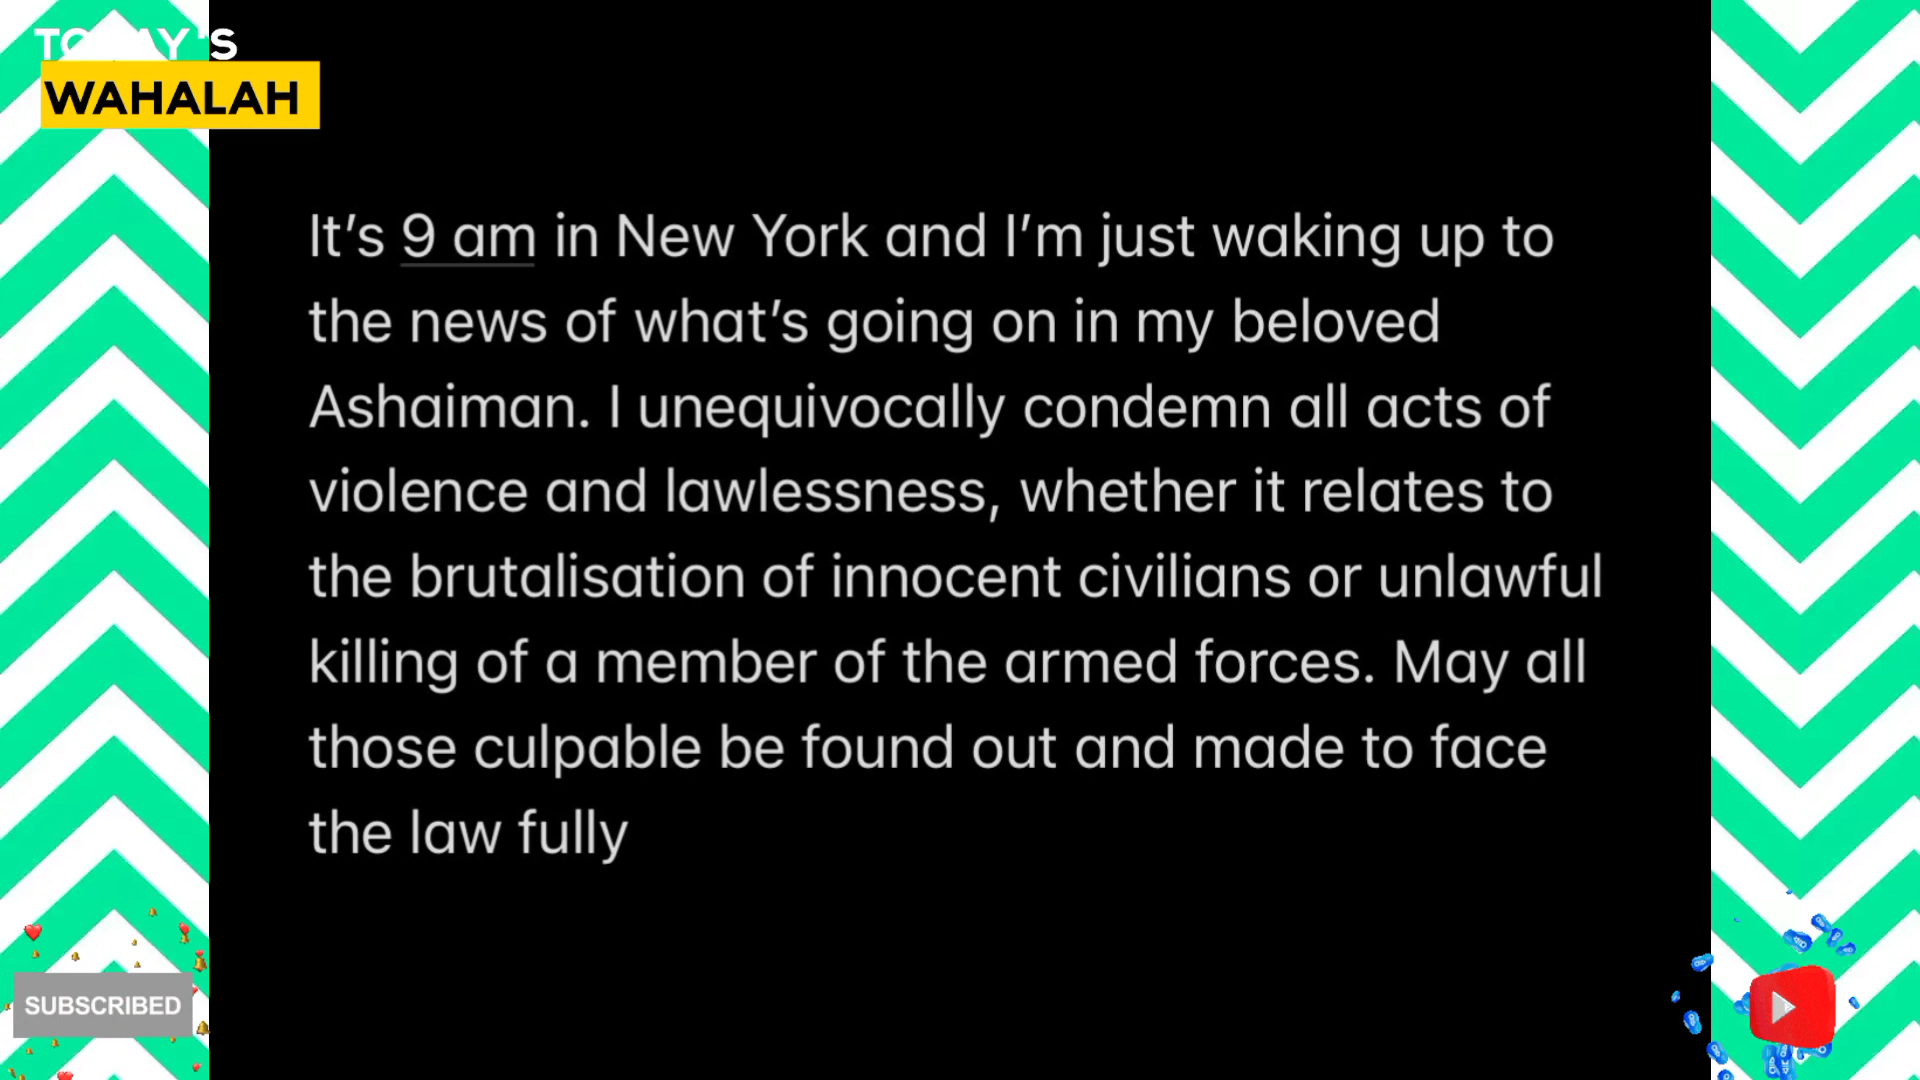 TODAY'S
WAHALAH
It’s 9 am in New York and I’m just waking up to
the news of what’s going on in my beloved
Ashaiman. I unequivocally condemn all acts of
violence and lawlessness, whether it relates to
the brutalisation of innocent civilians or unlawful
killing of a member of the armed forces. May all
those culpable be found out and made to face
the law fully
SUBSCRIBED